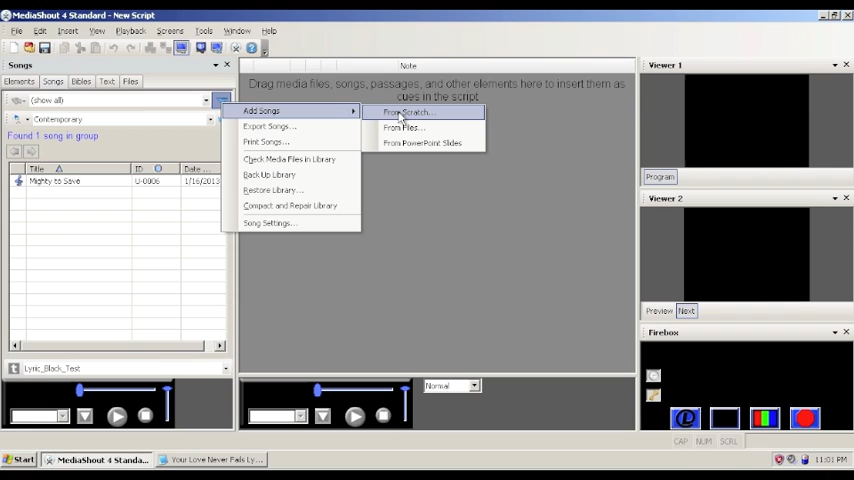 MediaShout 4 Standard - New Script
File Edit Insert Views Playback Screens Tools Window Help
Songs
Elements Songs Bibles Text Files
(show all)
Contemporary
Found 1 song in group
Title ID Date ...
Mighty to Save U-0006 1/16/2013
Lyric_Black_Test
Add Songs
Export Songs...
Print Songs...
Check Media Files in Library
Back Up Library
Restore Library...
Compact and Repair Library
Song Settings...
From Scratch...
From Files...
From PowerPoint Slides
Note
Drag media files, songs, passages, and other elements here to insert them as
cues in the script
Normal
Viewer 1
Program
Viewer 2
Preview Next
Firebox
CAP NUM SCRL
Start MediaShout 4 Standa... Your Love Never Fails Ly... 11:01 PM